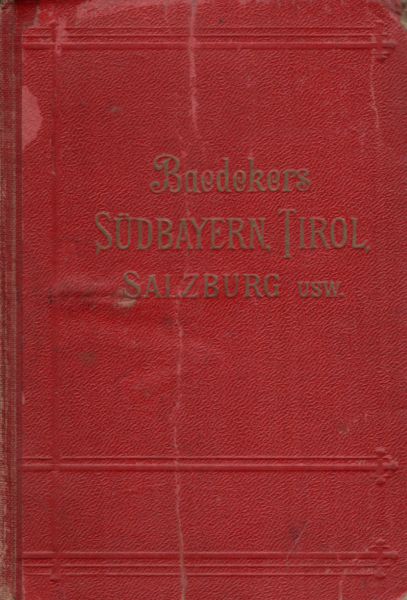 Baedekers
SÜDBAYERN, TIROL,
SALZBURG USW.